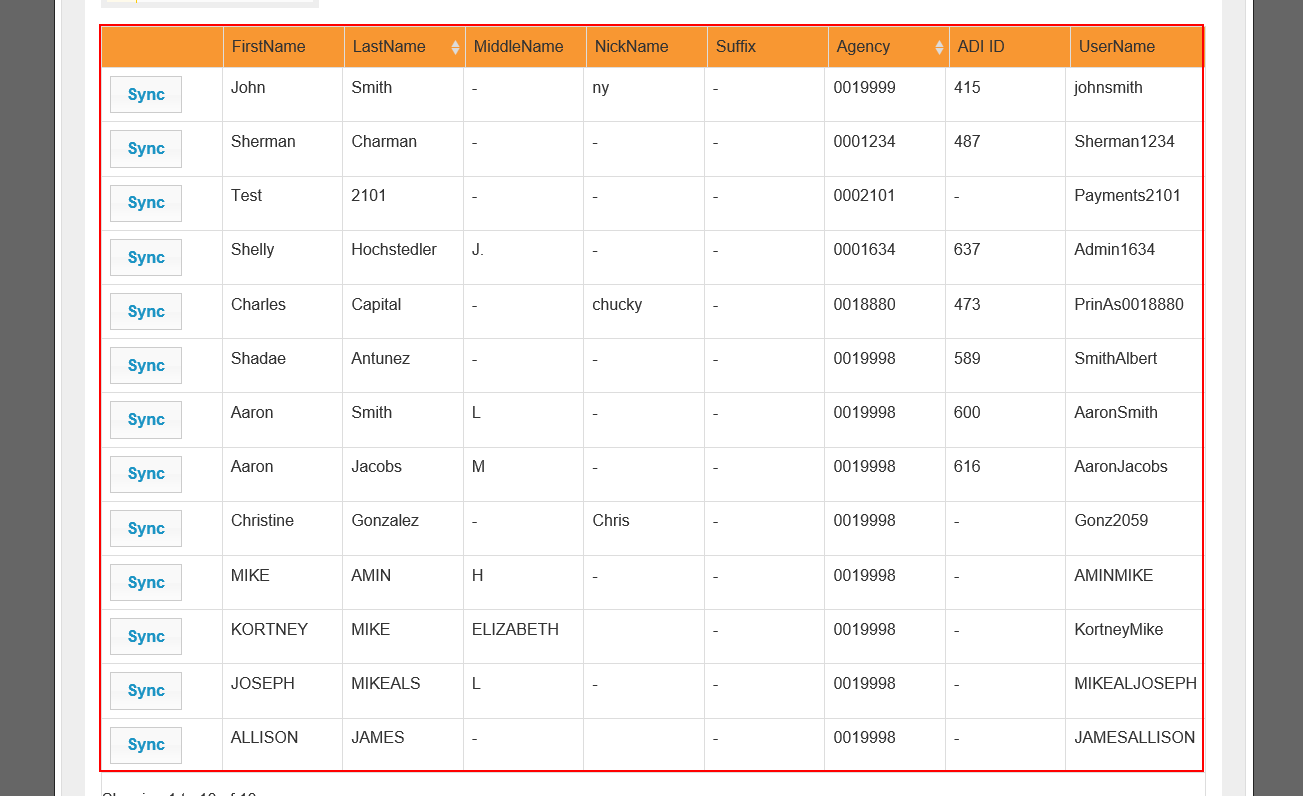 FirstName LastName MiddleName NickName Suffix Agency ADI ID UserName
Sync John Smith - ny - 0019999 415 johnsmith
Sync Sherman Charman - - - 0001234 487 Sherman1234
Sync Test 2101 - - - 0002101 - Payments2101
Sync Shelly Hochstedler J. - - 0001634 637 Admin1634
Sync Charles Capital - chucky - 0018880 473 PrinAs0018880
Sync Shadae Antunez - - - 0019998 589 SmithAlbert
Sync Aaron Smith L - - 0019998 600 AaronSmith
Sync Aaron Jacobs M - - 0019998 616 AaronJacobs
Sync Christine Gonzalez - Chris - 0019998 - Gonz2059
Sync MIKE AMIN H - - 0019998 - AMINMIKE
Sync KORTNEY MIKE ELIZABETH - 0019998 - KortneyMike
Sync JOSEPH MIKEALS L - - 0019998 - MIKEALJOSEPH
Sync ALLISON JAMES - - 0019998 - JAMESALLISON